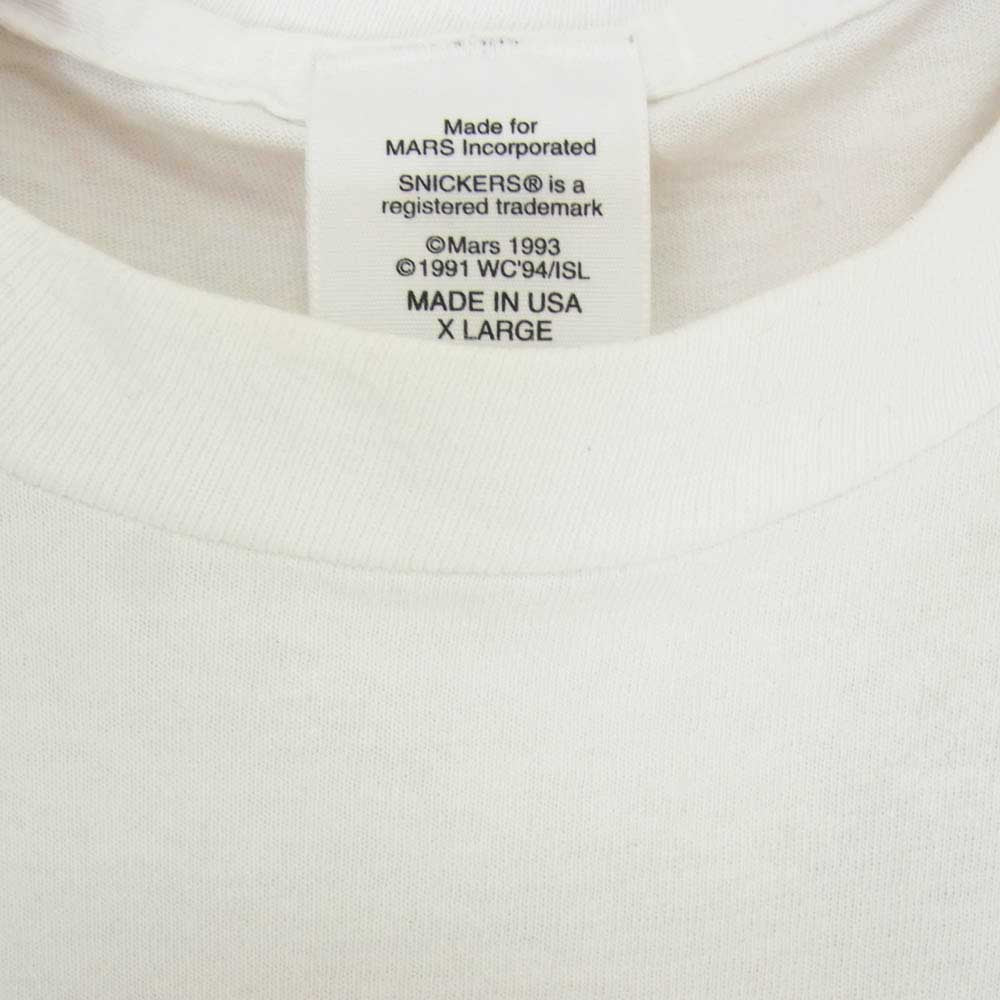 Made for
MARS Incorporated
SNICKERS® is a
registered trademark
©Mars 1993
©1991 WC'94/ISL
MADE IN USA
X LARGE